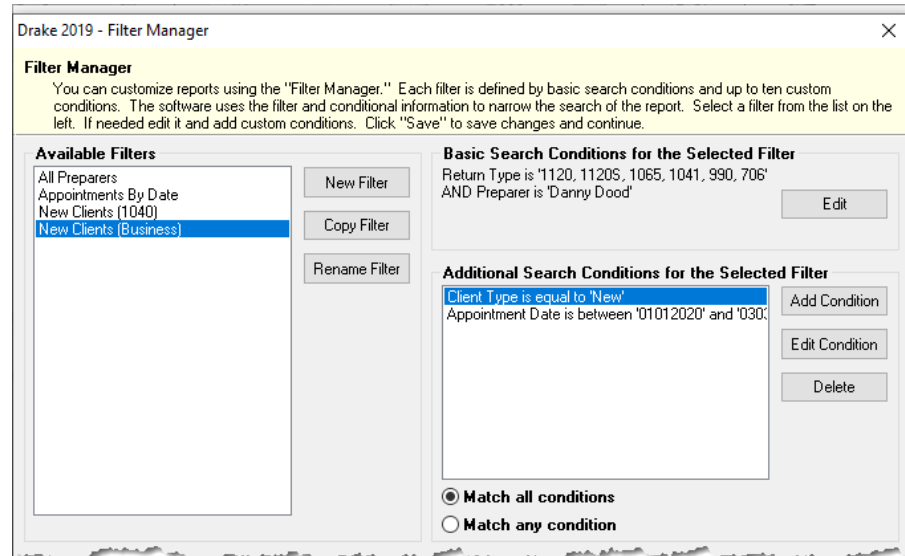 Drake 2019 - Filter Manager
Filter Manager
You can customize reports using the "Filter Manager."  Each filter is defined by basic search conditions and up to ten custom
conditions.  The software uses the filter and conditional information to narrow the search of the report.  Select a filter from the list on the
left.  If needed edit it and add custom conditions.  Click "Save" to save changes and continue.
Available Filters
All Preparers
Appointments By Date
New Clients (1040)
New Clients (Business)
New Filter
Copy Filter
Rename Filter
Basic Search Conditions for the Selected Filter
Return Type is '1120, 1120S, 1065, 1041, 990, 706'
AND Preparer is 'Danny Dood'
Edit
Additional Search Conditions for the Selected Filter
Client Type is equal to 'New'
Appointment Date is between '01012020' and '030
Add Condition
Edit Condition
Delete
Match all conditions
Match any condition